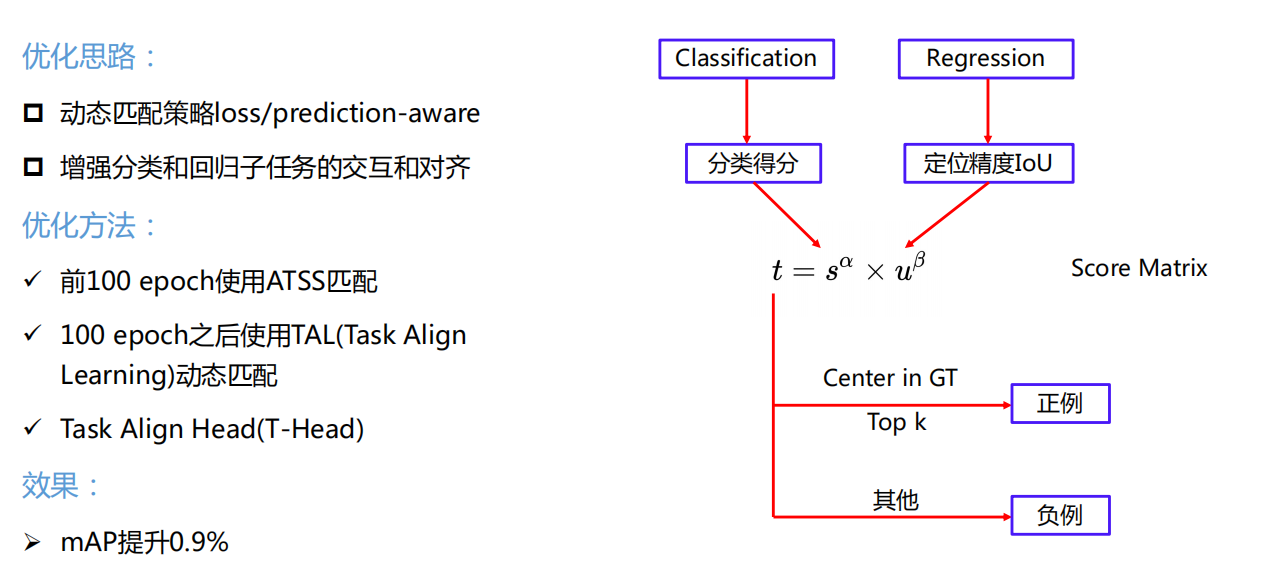 优化思路：
动态匹配策略loss/prediction-aware
增强分类和回归子任务的交互和对齐
优化方法：
前100 epoch使用ATSS匹配
100 epoch之后使用TAL(Task Align
Learning)动态匹配
Task Align Head(T-Head)
效果：
mAP提升0.9%
Classification
Regression
分类得分
定位精度IoU
t = s^α × u^β
Score Matrix
Center in GT
Top k
正例
其他
负例